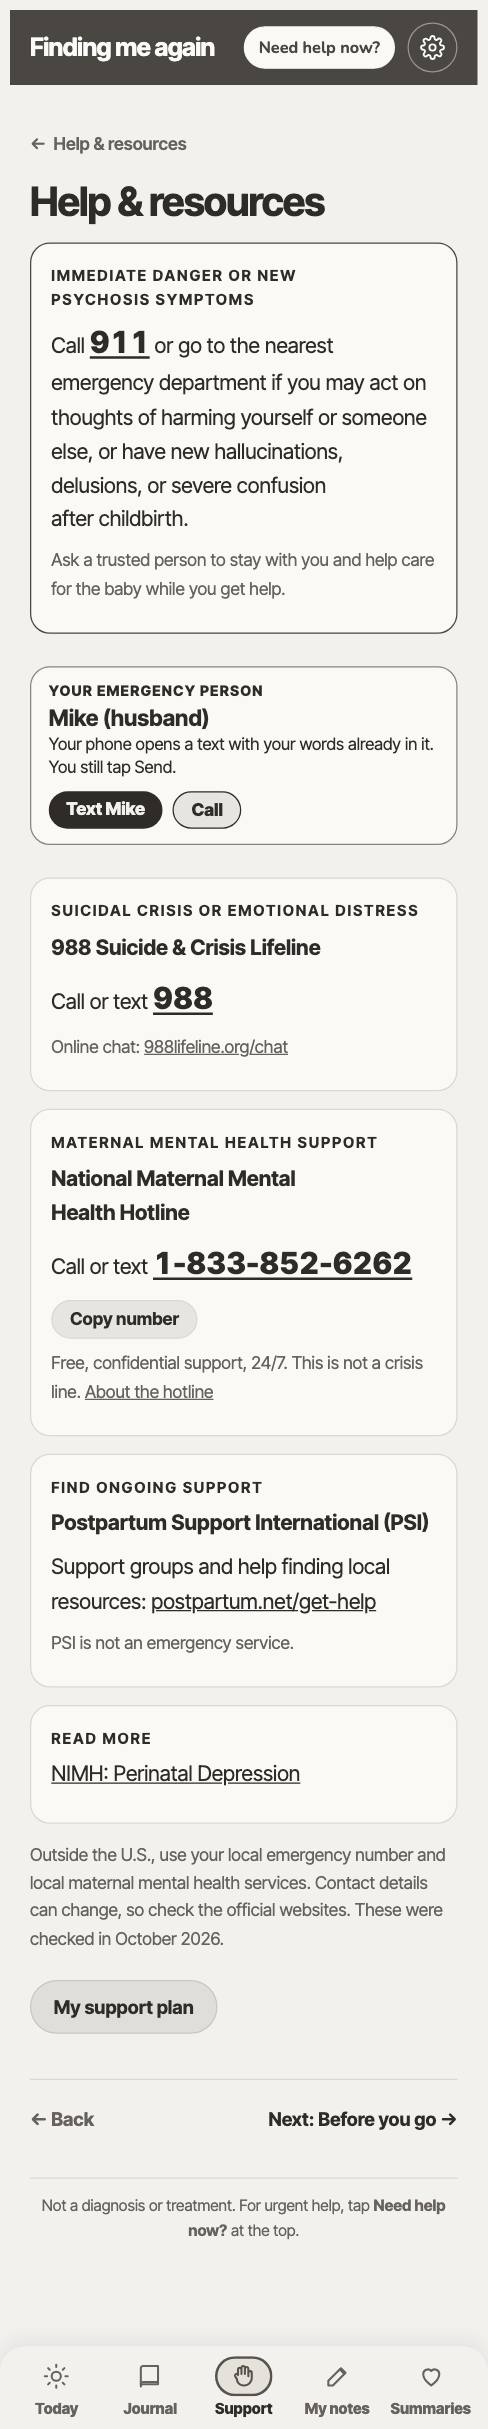 Finding me again
Need help now?
← Help & resources
Help & resources
IMMEDIATE DANGER OR NEW
PSYCHOSIS SYMPTOMS
Call 911 or go to the nearest
emergency department if you may act on
thoughts of harming yourself or someone
else, or have new hallucinations,
delusions, or severe confusion
after childbirth.
Ask a trusted person to stay with you and help care
for the baby while you get help.
YOUR EMERGENCY PERSON
Mike (husband)
Your phone opens a text with your words already in it.
You still tap Send.
Text Mike
Call
SUICIDAL CRISIS OR EMOTIONAL DISTRESS
988 Suicide & Crisis Lifeline
Call or text 988
Online chat: 988lifeline.org/chat
MATERNAL MENTAL HEALTH SUPPORT
National Maternal Mental
Health Hotline
Call or text 1-833-852-6262
Copy number
Free, confidential support, 24/7. This is not a crisis
line. About the hotline
FIND ONGOING SUPPORT
Postpartum Support International (PSI)
Support groups and help finding local
resources: postpartum.net/get-help
PSI is not an emergency service.
READ MORE
NIMH: Perinatal Depression
Outside the U.S., use your local emergency number and
local maternal mental health services. Contact details
can change, so check the official websites. These were
checked in October 2026.
My support plan
← Back
Next: Before you go →
Not a diagnosis or treatment. For urgent help, tap Need help
now? at the top.
Today
Journal
Support
My notes
Summaries